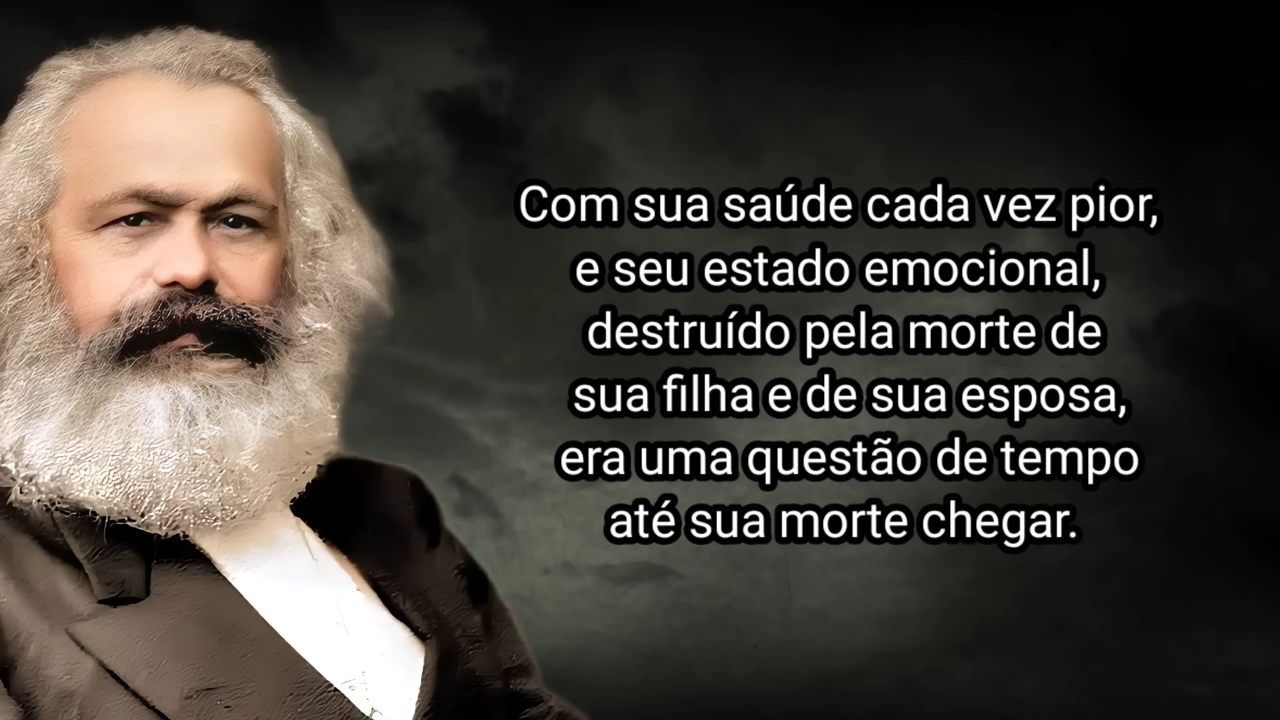 Com sua saúde cada vez pior,
e seu estado emocional,
destruído pela morte de
sua filha e de sua esposa,
era uma questão de tempo
até sua morte chegar.